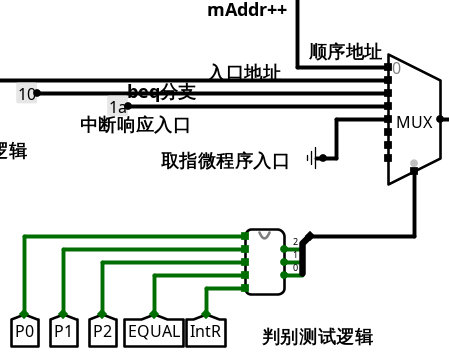 mAddr++
顺序地址
0
入口地址
10
beq分支
1a
MUX
中断响应入口
逻辑
取指微程序入口
2
1
0
P0 P1 P2 EQUAL IntR
判别测试逻辑